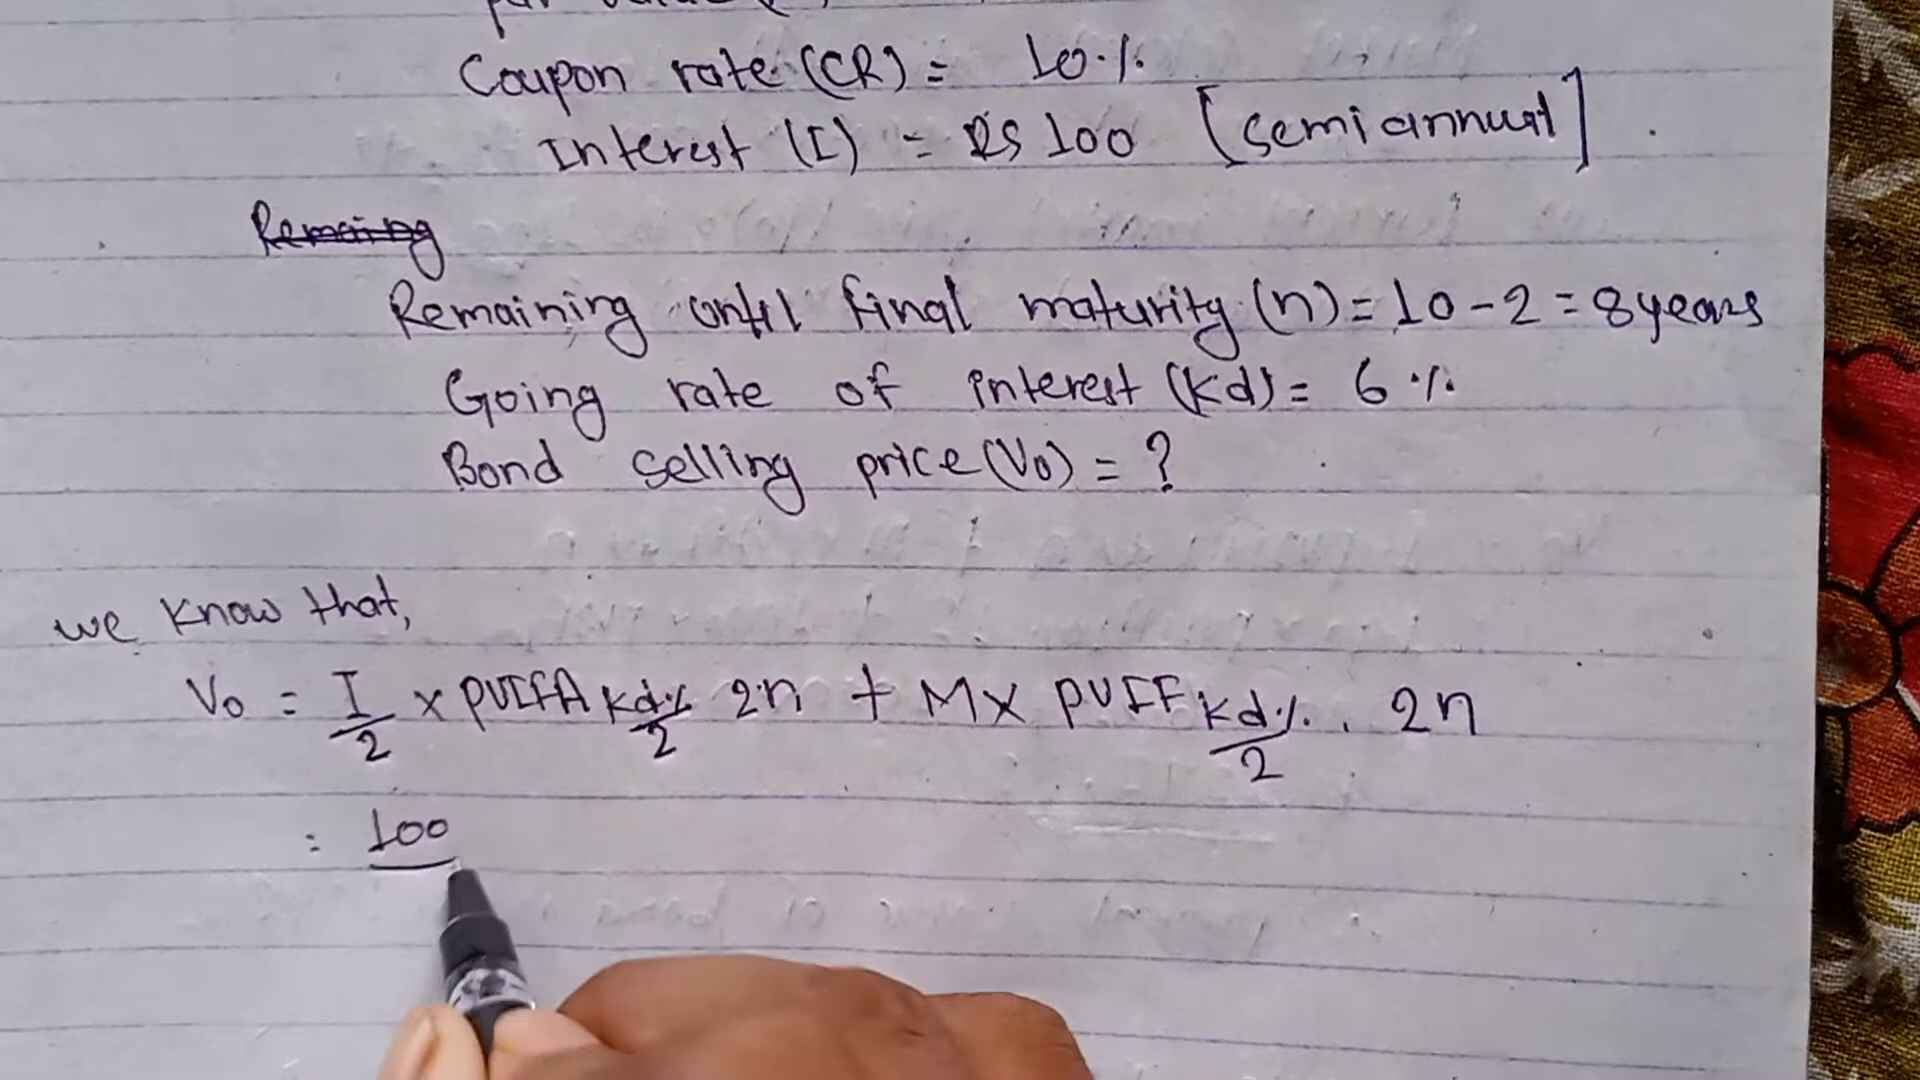 Coupon rate (CR) = 10%
Interest (I) = RS 100 [semiannual]
Remaining
Remaining until final maturity (n) = 10 - 2 = 8 years
Going rate of interest (Kd) = 6%
Bond selling price (V0) = ?
we know that,
V0 = I/2 x PVIFA Kd%/2 2n + M x PVIF Kd%/2, 2n
= 100